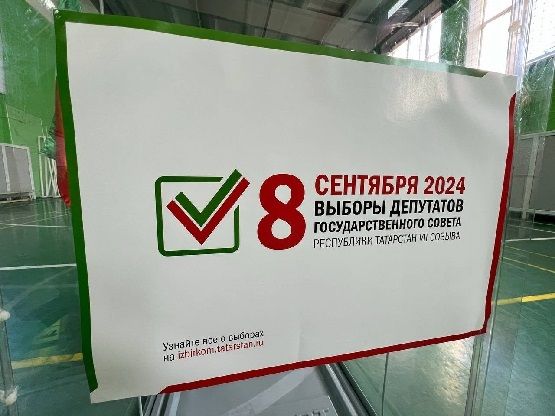 8 СЕНТЯБРЯ 2024
ВЫБОРЫ ДЕПУТАТОВ
ГОСУДАРСТВЕННОГО СОВЕТА
РЕСПУБЛИКИ ТАТАРСТАН VII СОЗЫВА
Узнайте все о выборах
на izbirkom.tatarstan.ru